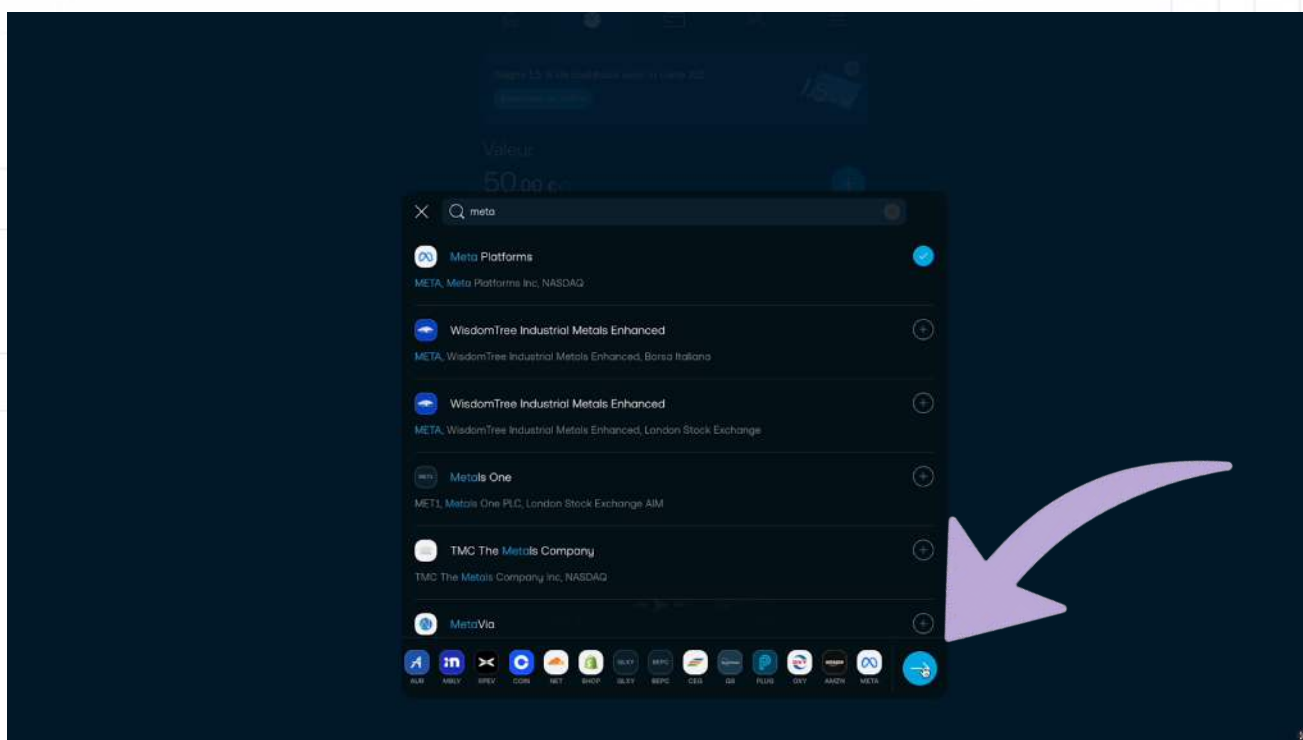 Valeur
50.00 €
meta
Meta Platforms
META, Meta Platforms Inc, NASDAQ
WisdomTree Industrial Metals Enhanced
META, WisdomTree Industrial Metals Enhanced, Borsa Italiana
WisdomTree Industrial Metals Enhanced
META, WisdomTree Industrial Metals Enhanced, London Stock Exchange
Metals One
MET1, Metals One PLC, London Stock Exchange AIM
TMC The Metals Company
TMC The Metals Company Inc, NASDAQ
MetaVia
AUR MBLY XPEV COIN NET SHOP GLXY BEPC CEG QS PLUG OXY AMZN META